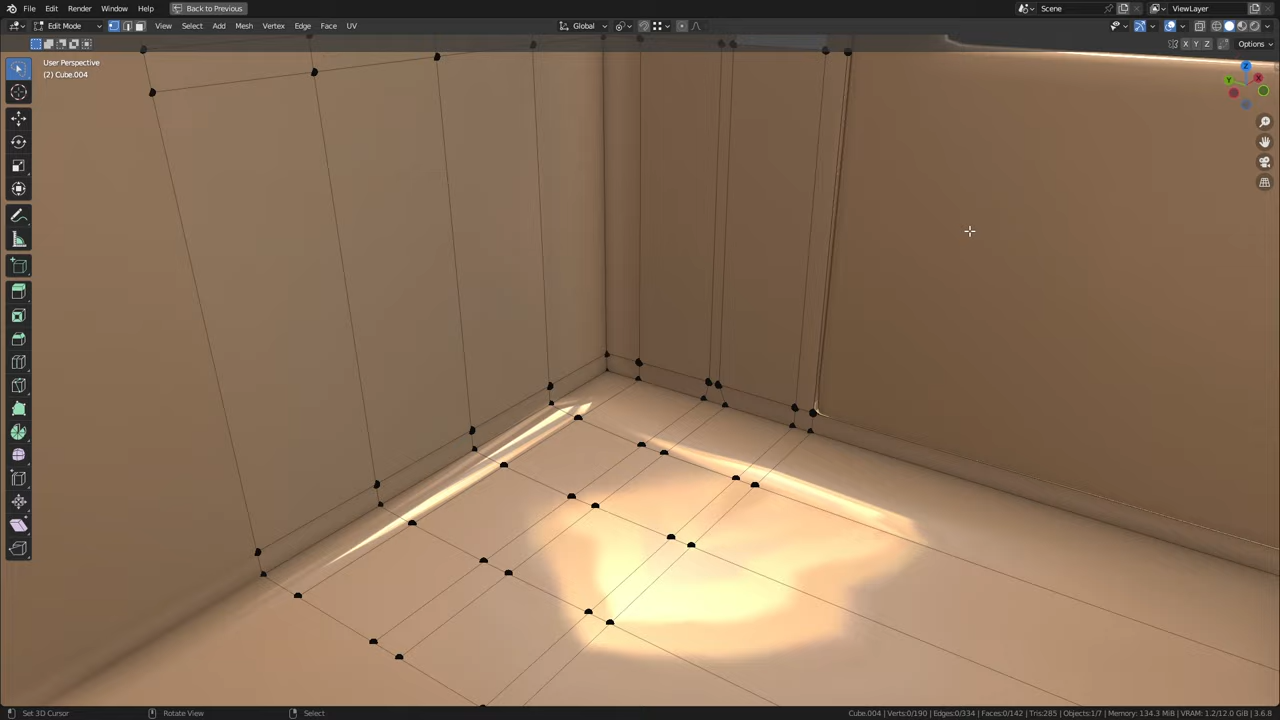 File Edit Render Window Help Back to Previous Scene ViewLayer
Edit Mode View Select Add Mesh Vertex Edge Face UV Global
X Y Z Options
User Perspective
(2) Cube.004
Z
Y X
Set 3D Cursor Rotate View Select Cube.004 | Verts:0/190 | Edges:0/334 | Faces:0/142 | Tris:285 | Objects:1/7 | Memory: 134.3 MiB | VRAM: 1.2/12.0 GiB | 3.6.8